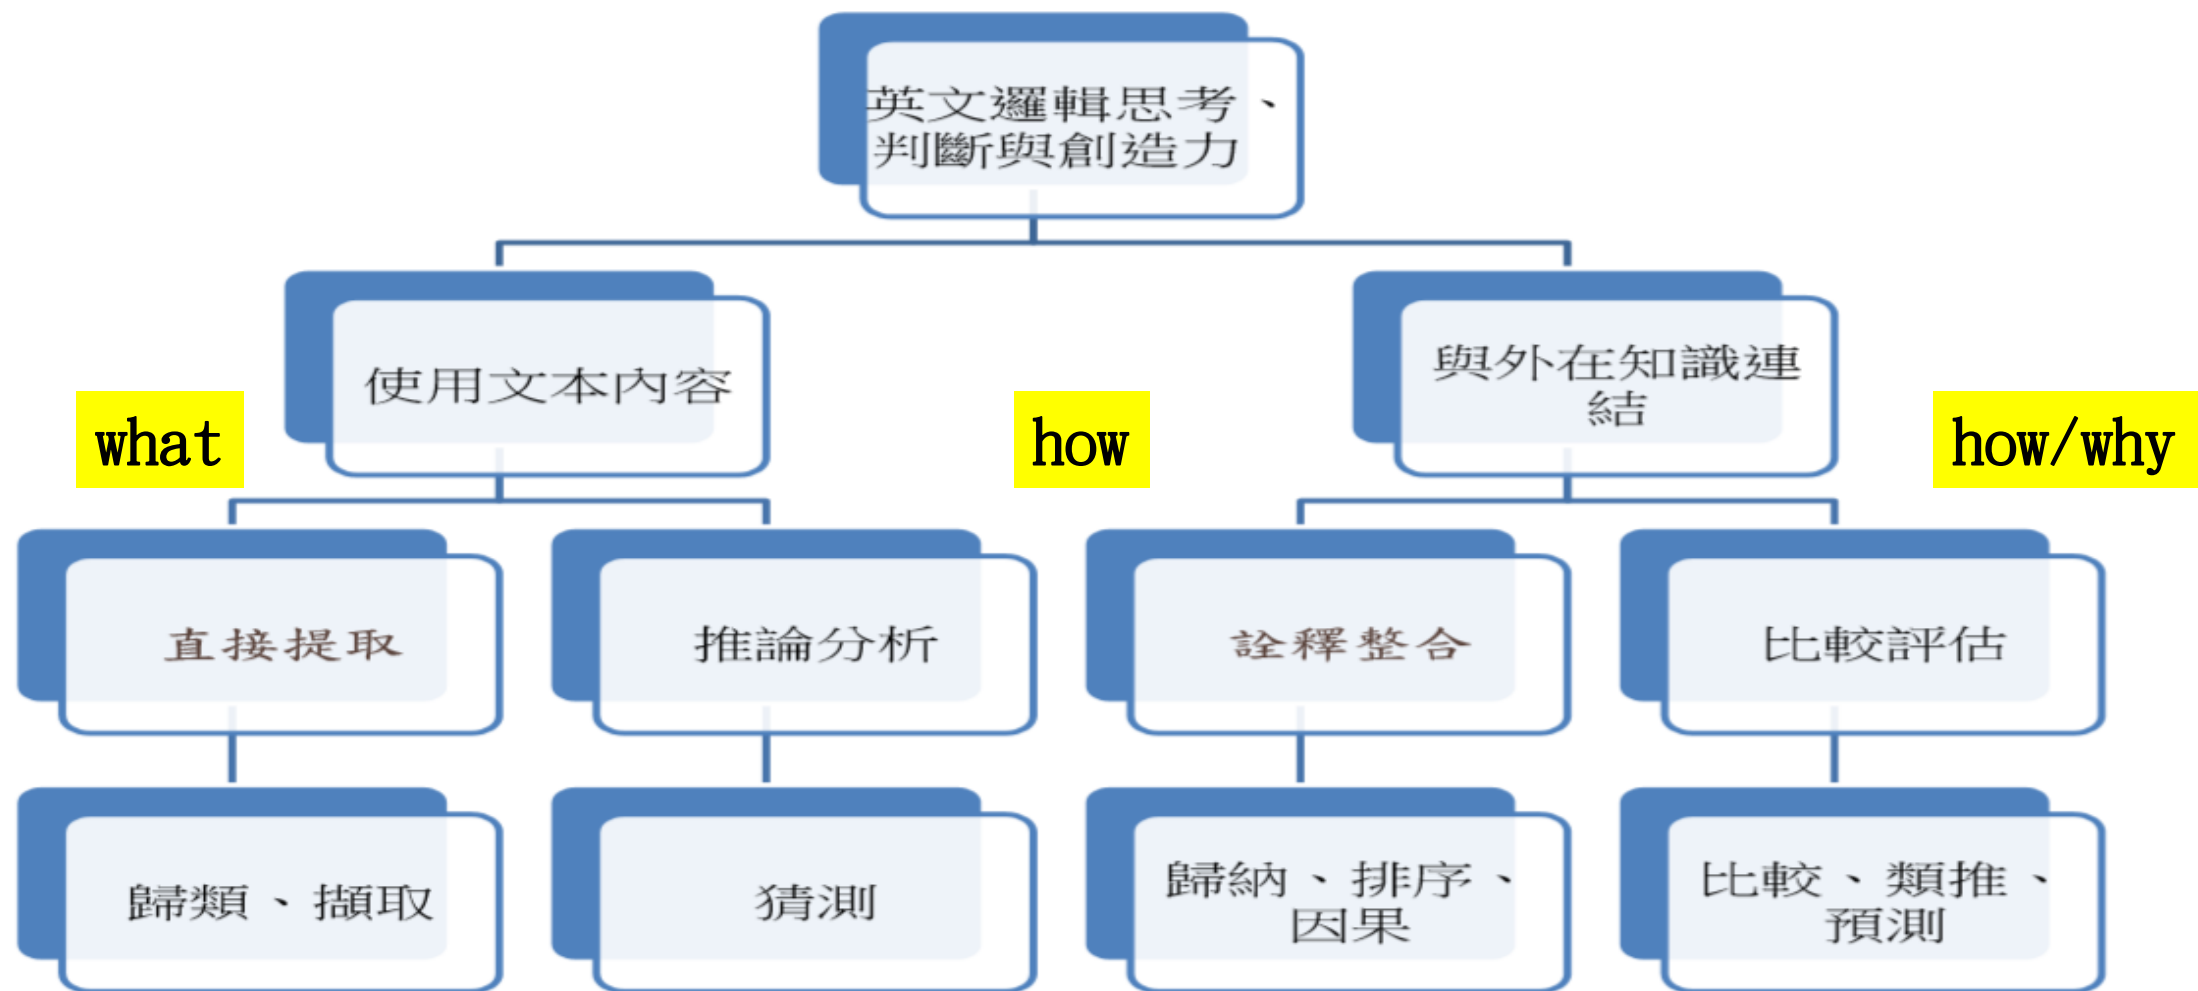 英文邏輯思考、
判斷與創造力
使用文本內容
與外在知識連
結
what
how
how/why
直接提取
推論分析
詮釋整合
比較評估
歸類、擷取
猜測
歸納、排序、
因果
比較、類推、
預測